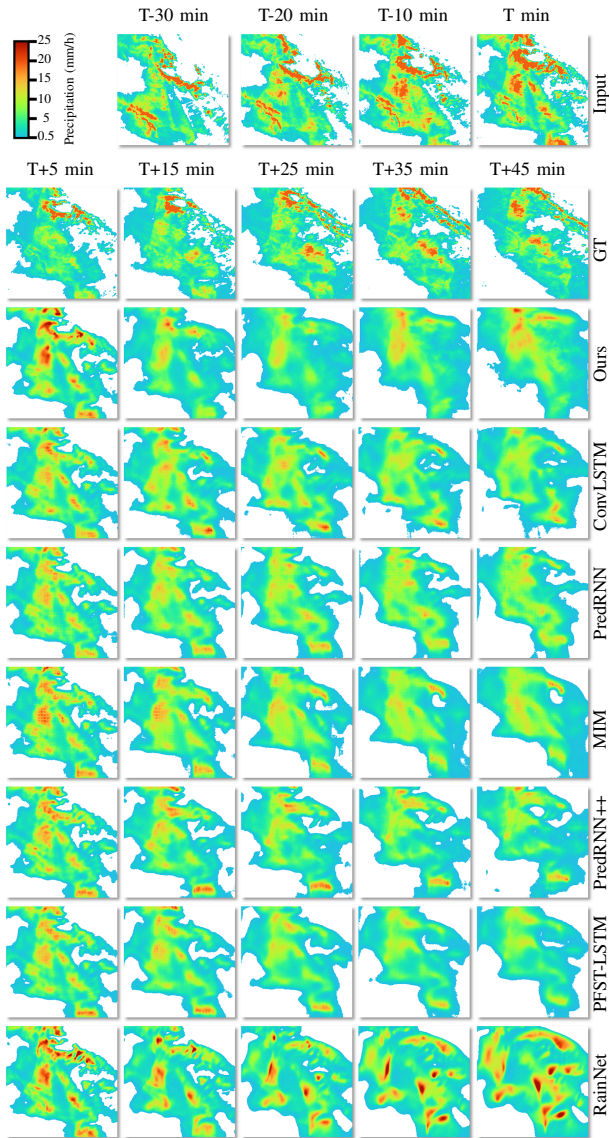 T-30 min T-20 min T-10 min T min
25
20
15
10
5
0.5
Precipitation (mm/h)
Input
T+5 min T+15 min T+25 min T+35 min T+45 min
GT
Ours
ConvLSTM
PredRNN
MIM
PredRNN++
PFST-LSTM
RainNet